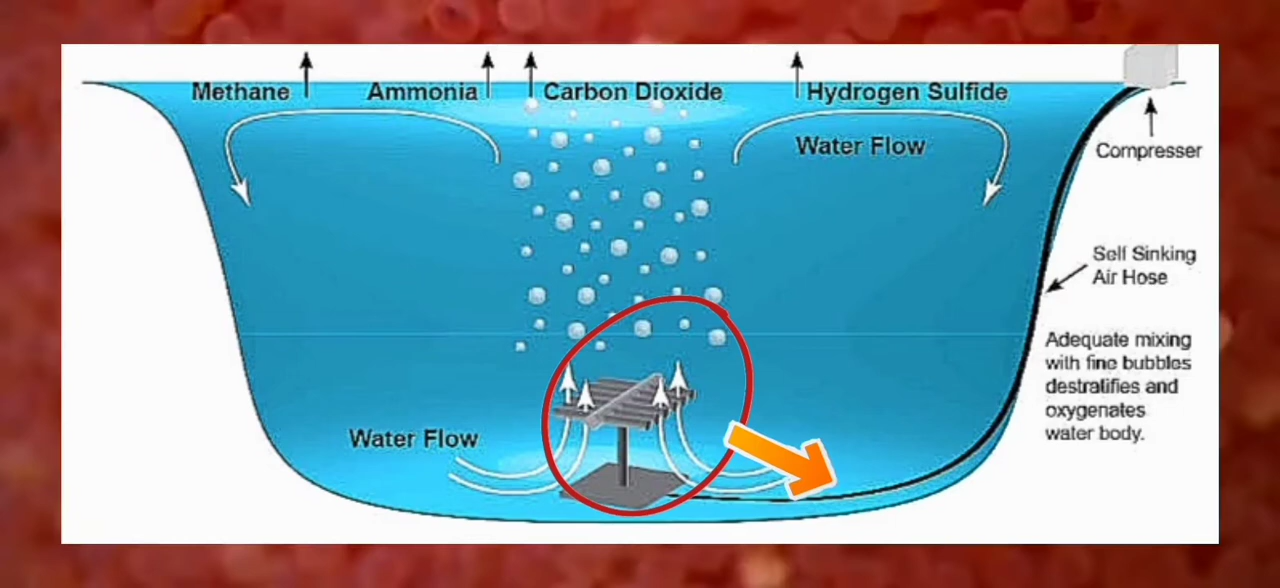 Methane
Ammonia
Carbon Dioxide
Hydrogen Sulfide
Water Flow
Compresser
Self Sinking
Air Hose
Adequate mixing
with fine bubbles
destralifies and
oxygenates
water body.
Water Flow